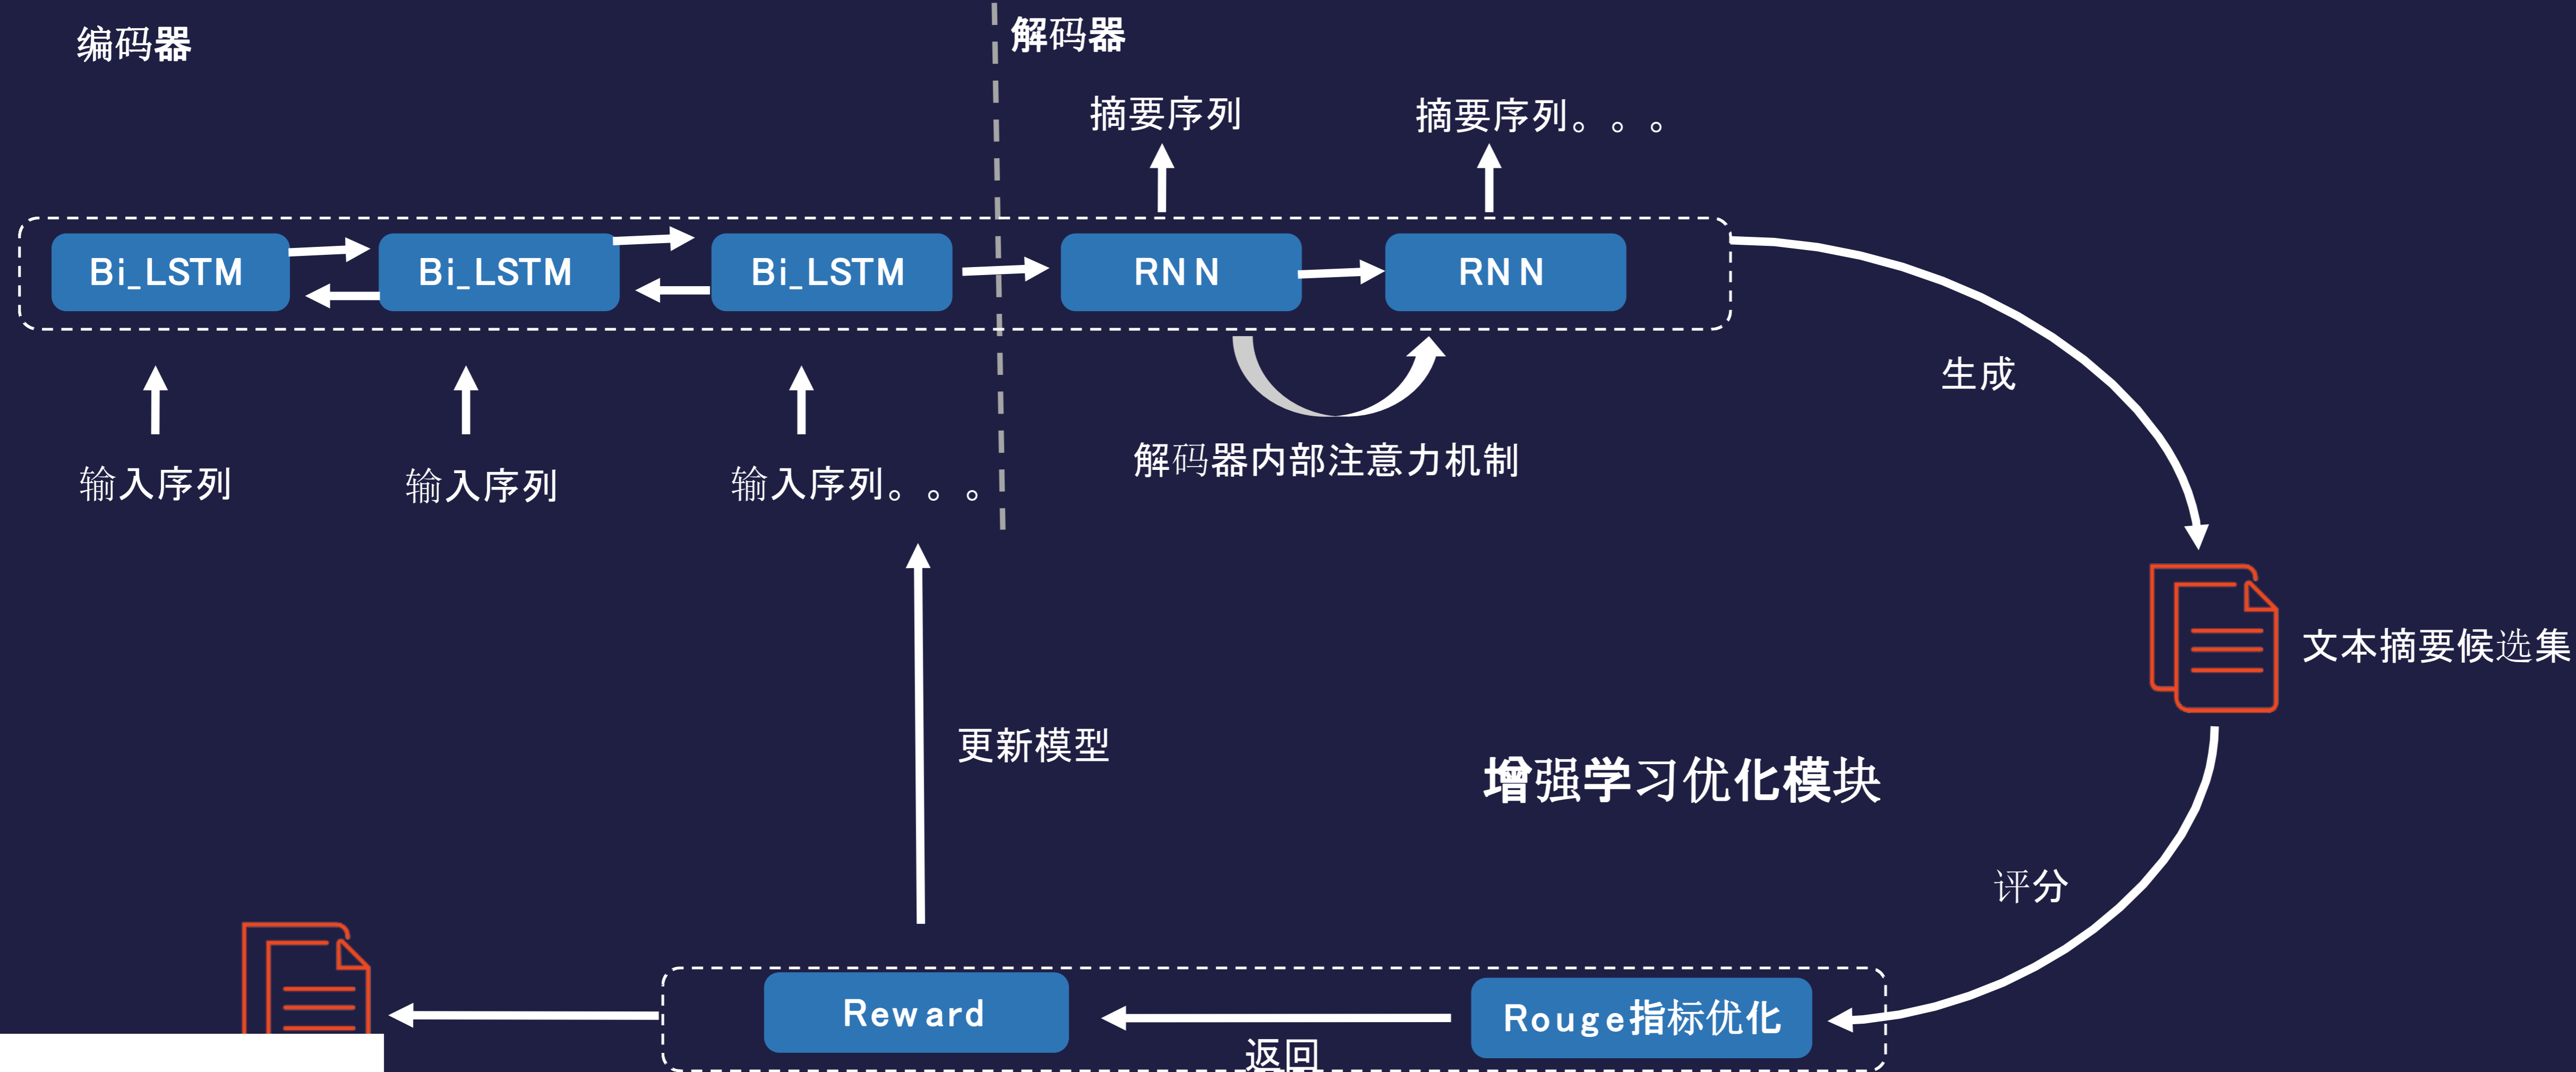 编码器
解码器
摘要序列
摘要序列。。。
Bi_LSTM
Bi_LSTM
Bi_LSTM
RNN
RNN
生成
输入序列
输入序列
输入序列。。。
解码器内部注意力机制
文本摘要候选集
更新模型
增强学习优化模块
评分
Reward
Rouge指标优化
返回